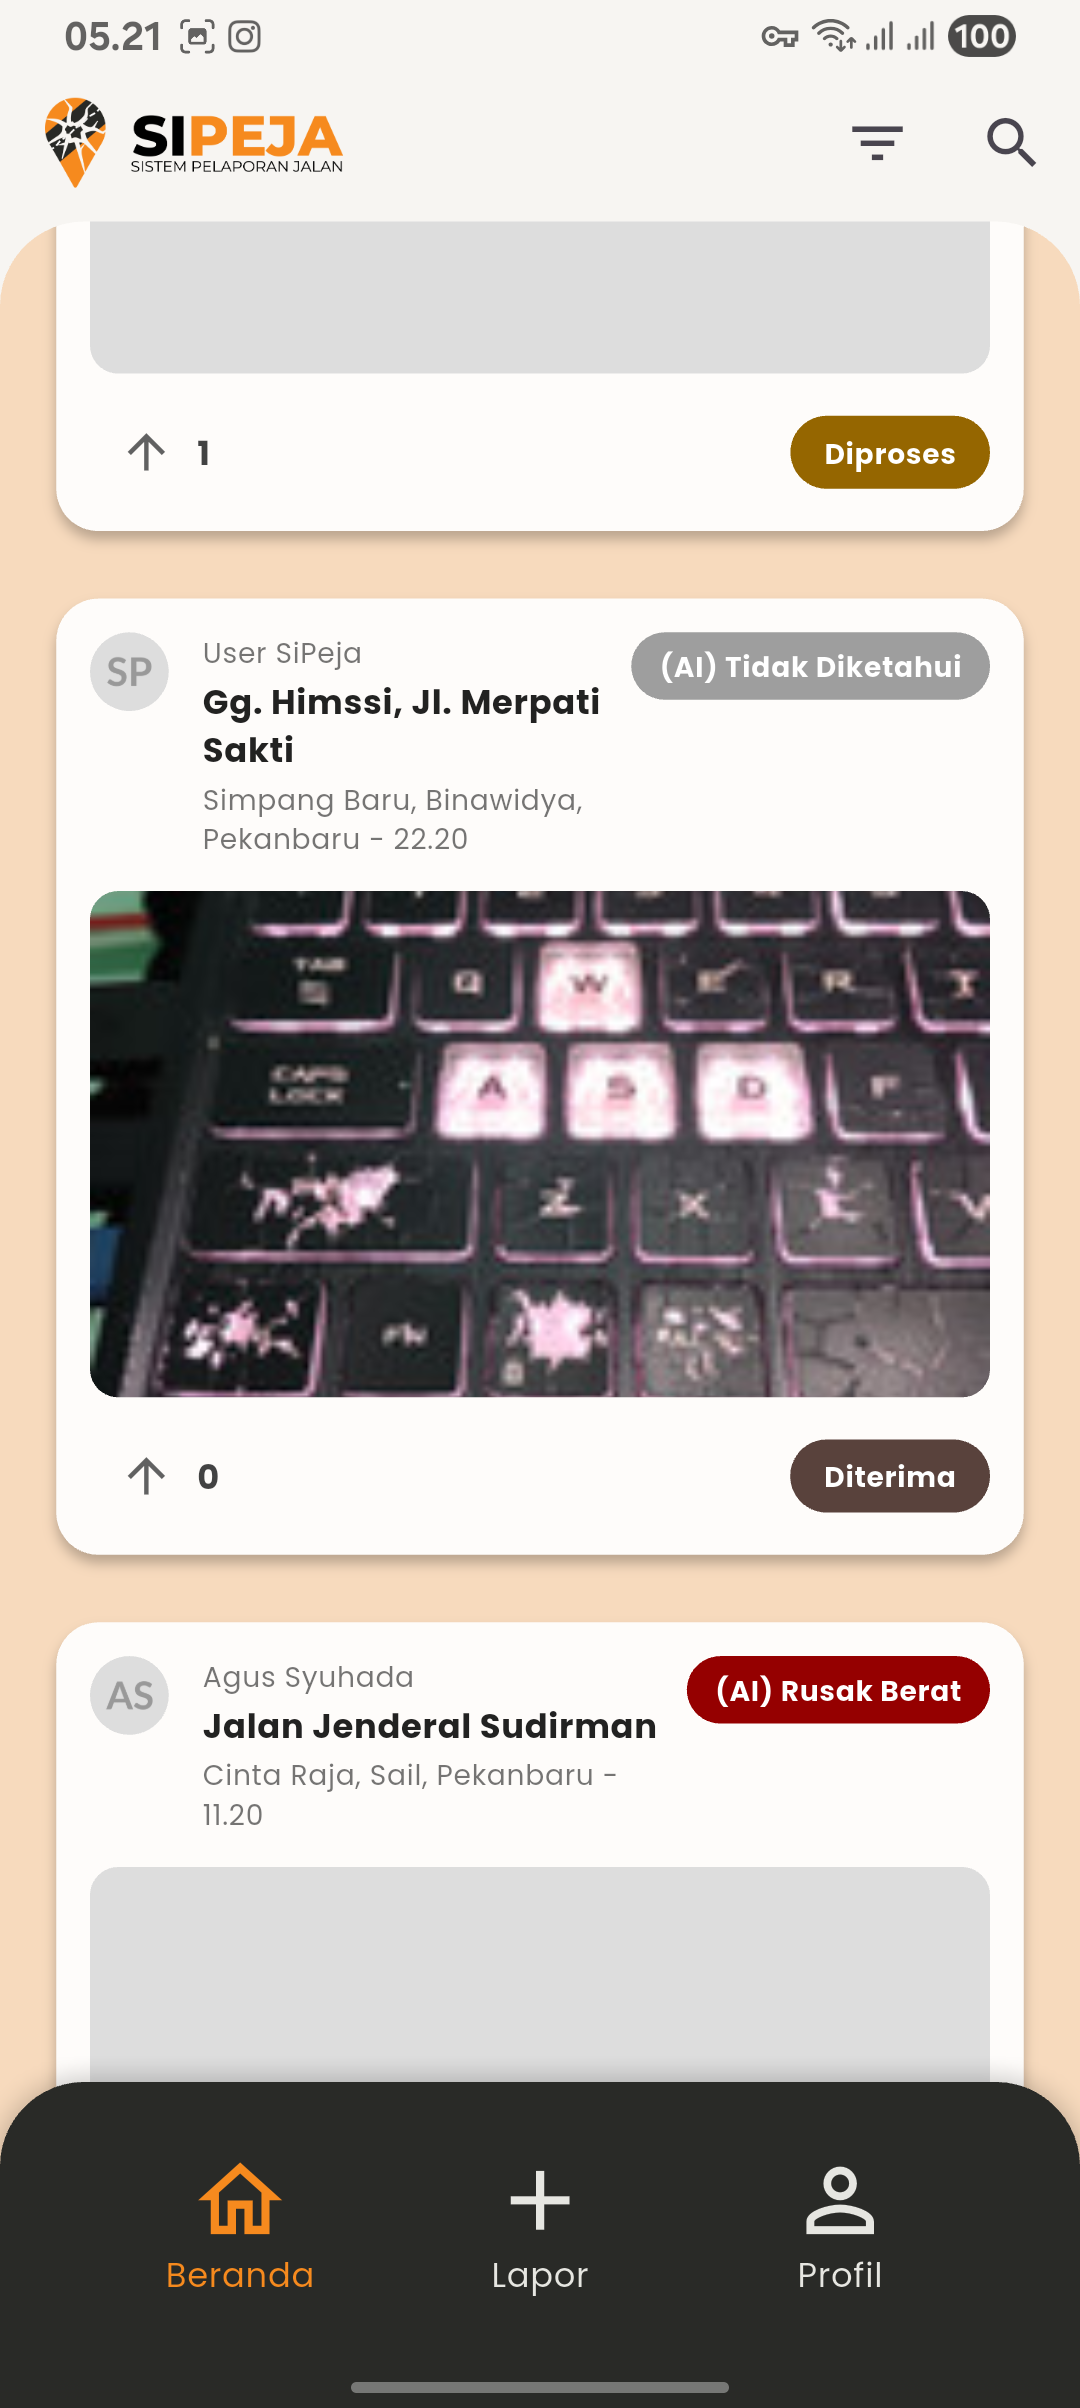 05.21
100
SIPEJA
SISTEM PELAPORAN JALAN
1
Diproses
SP
User SiPeja
(AI) Tidak Diketahui
Gg. Himssi, Jl. Merpati
Sakti
Simpang Baru, Binawidya,
Pekanbaru - 22.20
TAB
Q
W
E
R
CAPS
LOCK
A
S
D
F
Z
X
V
0
Diterima
AS
Agus Syuhada
(AI) Rusak Berat
Jalan Jenderal Sudirman
Cinta Raja, Sail, Pekanbaru -
11.20
Beranda
Lapor
Profil